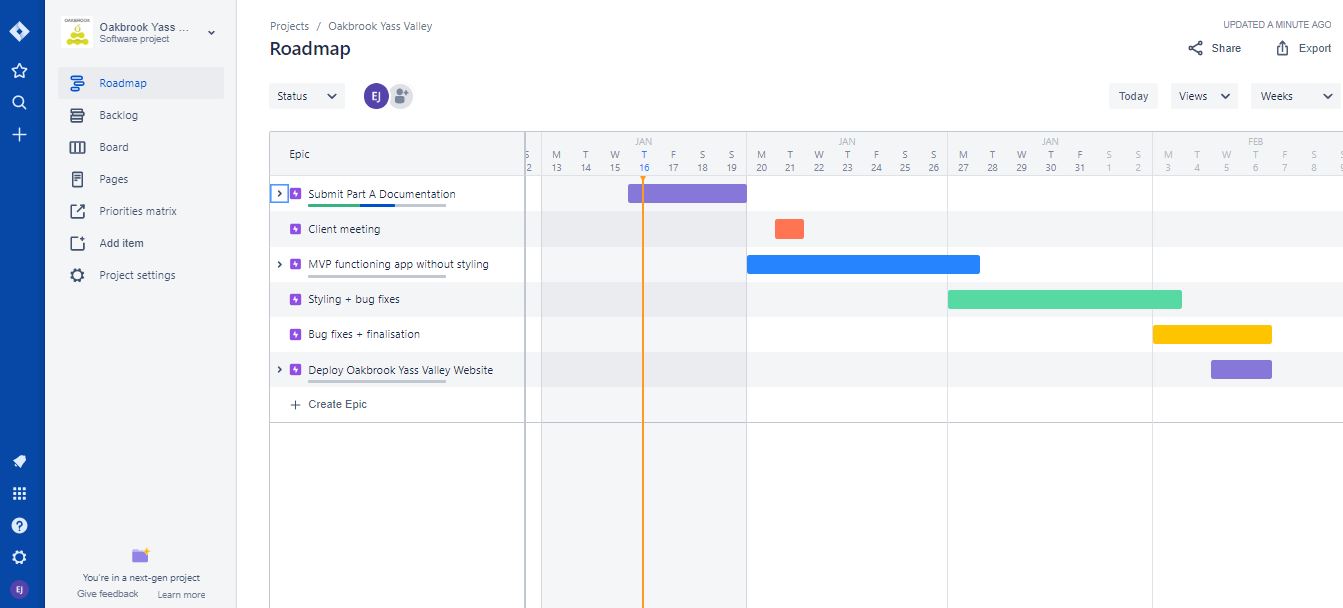 OAKBROOK
Oakbrook Yass ...
Software project
Roadmap
Backlog
Board
Pages
Priorities matrix
Add item
Project settings
You're in a next-gen project
Give feedback Learn more
EJ
Projects / Oakbrook Yass Valley
UPDATED A MINUTE AGO
Roadmap
Share Export
Status EJ Today Views Weeks
Epic
JAN JAN JAN FEB
S M T W T F S S M T W T F S S M T W T F S S M T W T F S
2 13 14 15 16 17 18 19 20 21 22 23 24 25 26 27 28 29 30 31 1 2 3 4 5 6 7 8
Submit Part A Documentation
Client meeting
MVP functioning app without styling
Styling + bug fixes
Bug fixes + finalisation
Deploy Oakbrook Yass Valley Website
+ Create Epic